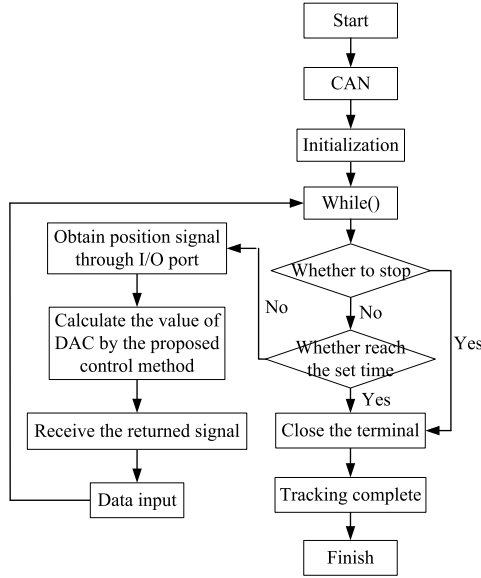 Start
CAN
Initialization
While()
Obtain position signal
through I/O port
Whether to stop
No
No
Yes
Calculate the value of
DAC by the proposed
control method
Whether reach
the set time
Yes
Receive the returned signal
Close the terminal
Data input
Tracking complete
Finish